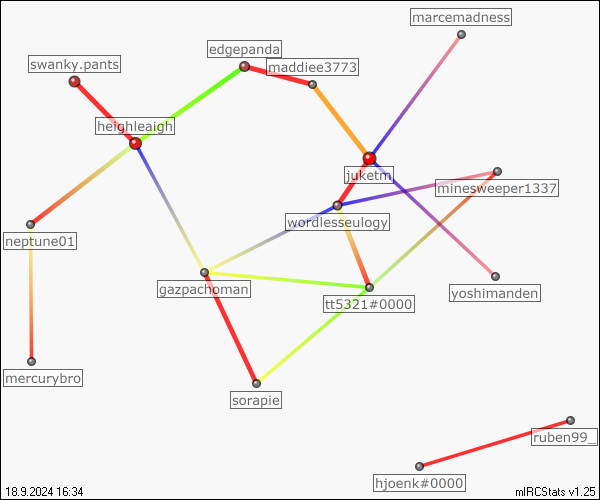 marcemadness
edgepanda
swanky.pants
maddiee3773
heighleaigh
juketm
minesweeper1337
wordlesseulogy
neptune01
gazpachoman
yoshimanden
tt5321#0000
mercurybro
sorapie
ruben99_
hjoenk#0000
18.9.2024 16:34
mIRCStats v1.25